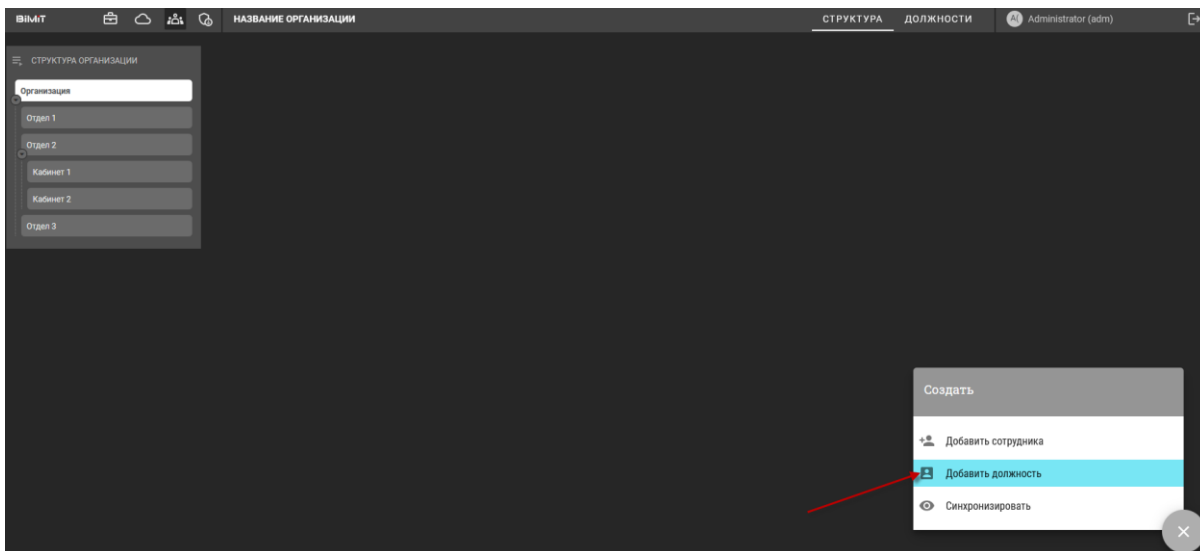 BiMiT
НАЗВАНИЕ ОРГАНИЗАЦИИ
СТРУКТУРА
ДОЛЖНОСТИ
A( Administrator (adm)
СТРУКТУРА ОРГАНИЗАЦИИ
Организация
Отдел 1
Отдел 2
Кабинет 1
Кабинет 2
Отдел 3
Создать
Добавить сотрудника
Добавить должность
Синхронизировать